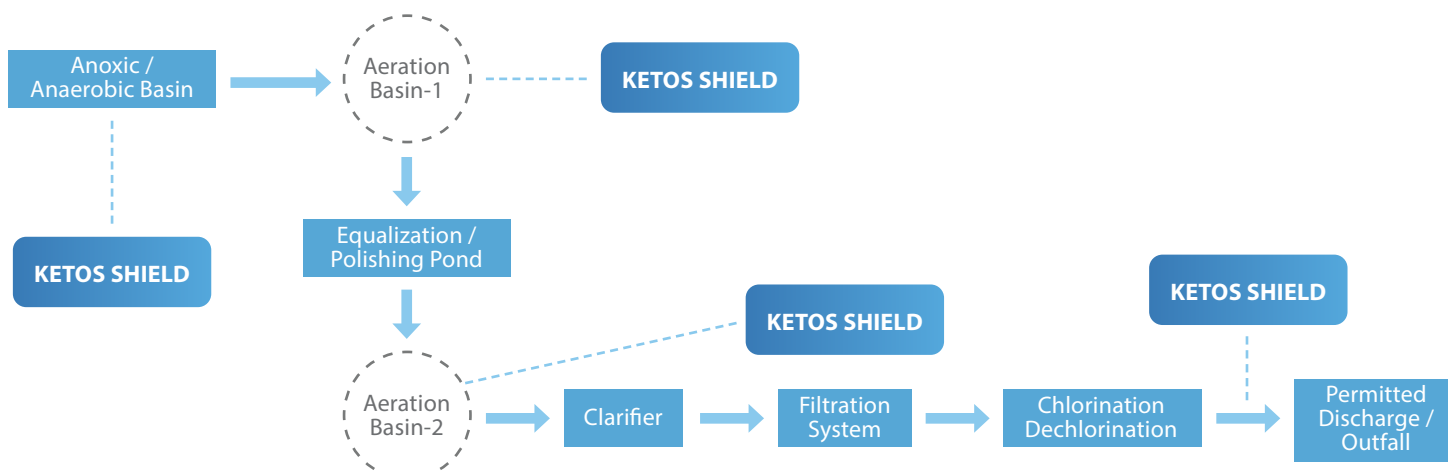 Anoxic /
Anaerobic Basin
Aeration
Basin-1
KETOS SHIELD
KETOS SHIELD
Equalization /
Polishing Pond
KETOS SHIELD
KETOS SHIELD
Aeration
Basin-2
Clarifier
Filtration
System
Chlorination
Dechlorination
Permitted
Discharge /
Outfall